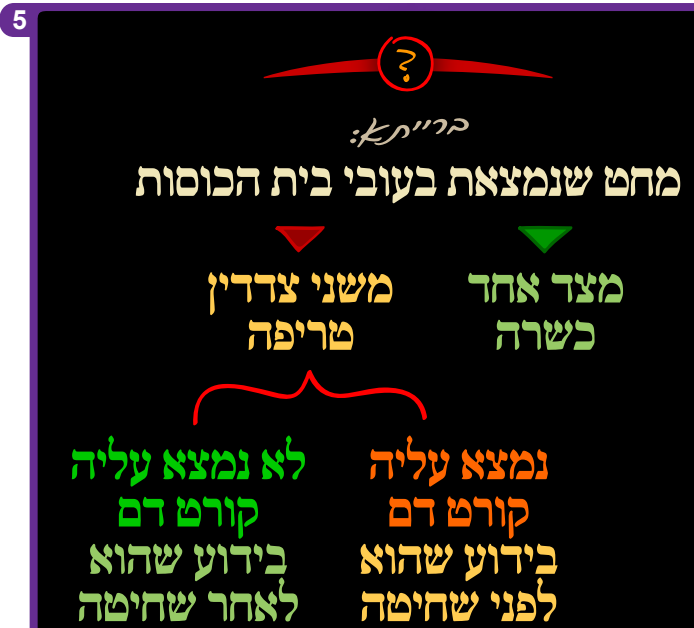 5
?
ברייתא:
מחט שנמצאת בעובי בית הכוסות
מצד אחד
כשרה
משני צדדין
טריפה
נמצא עליה
קורט דם
בידוע שהוא
לפני שחיטה
לא נמצא עליה
קורט דם
בידוע שהוא
לאחר שחיטה